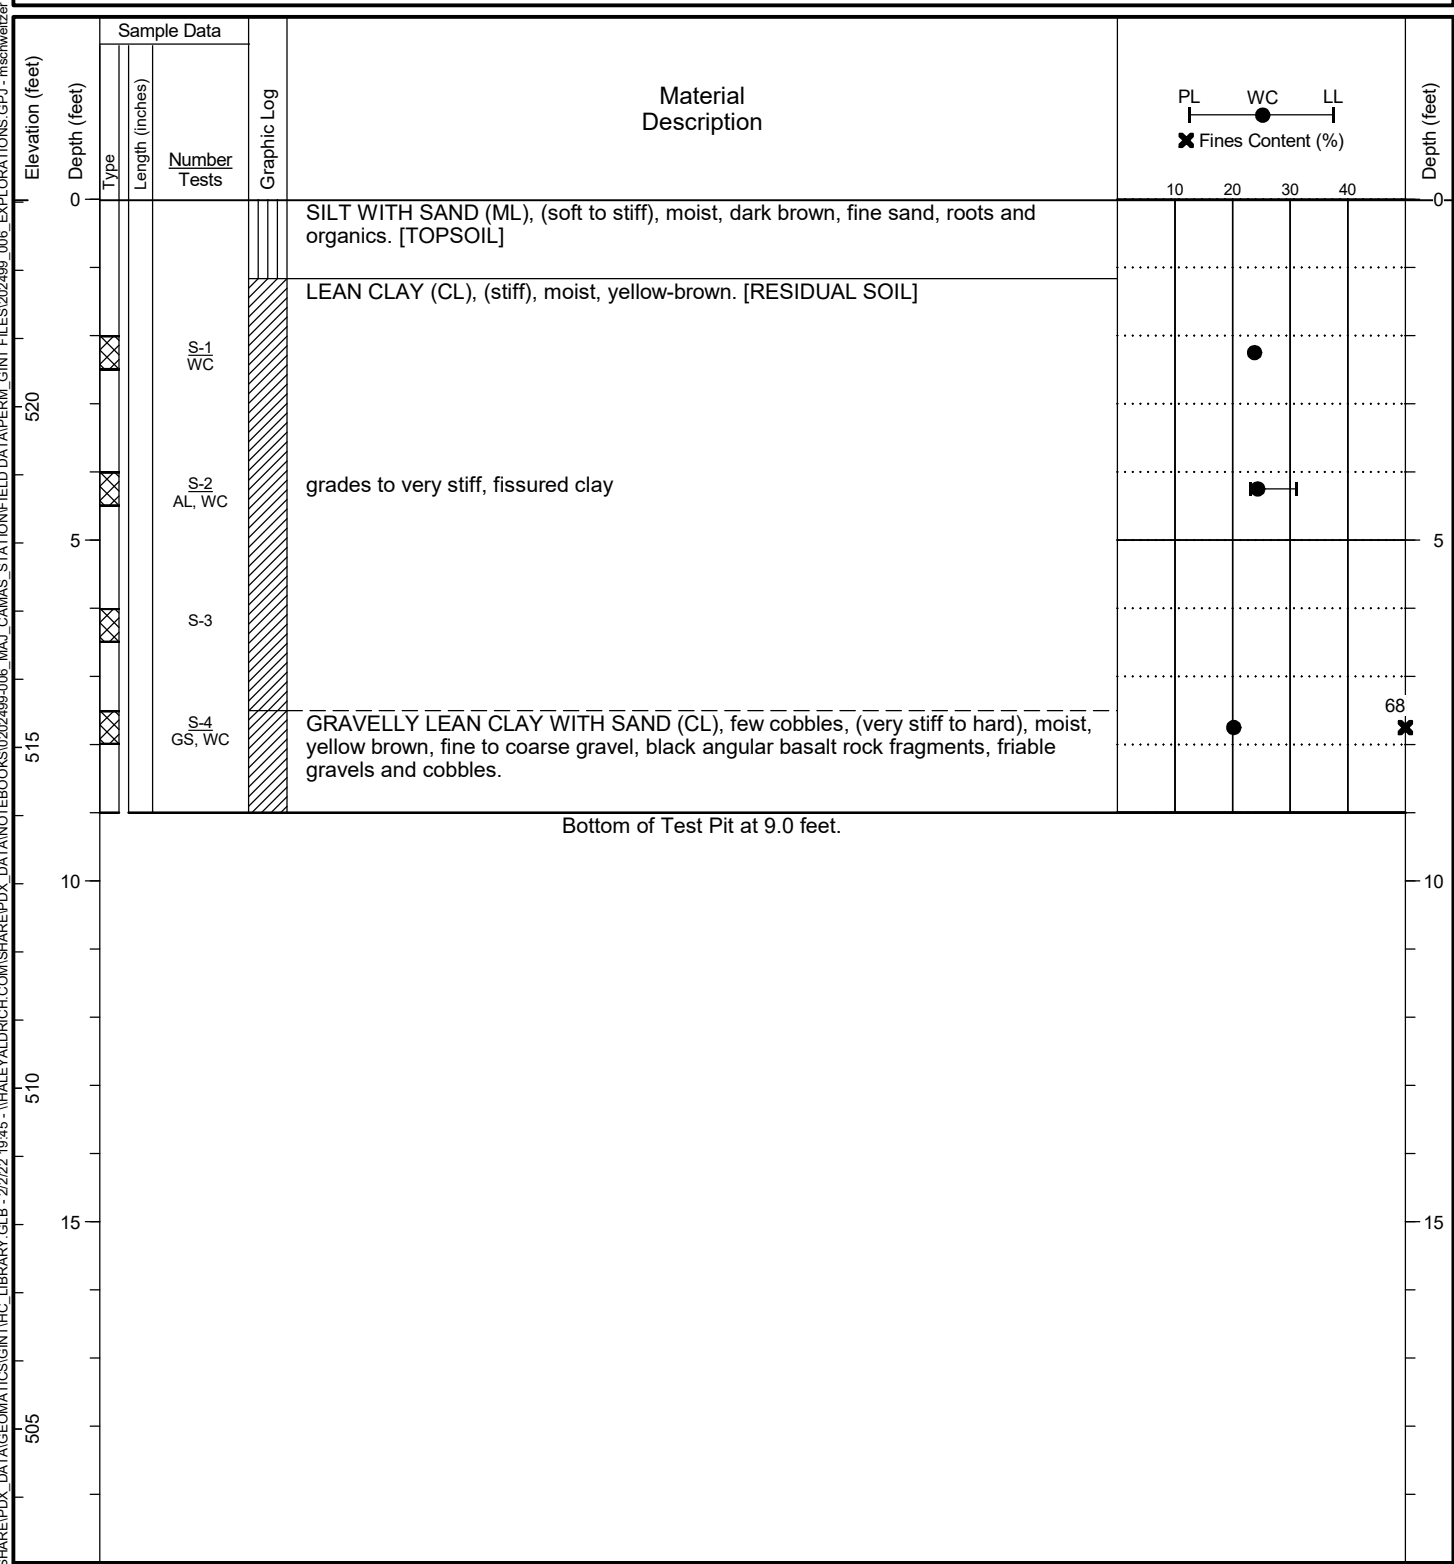 Sample Data
Elevation (feet)
Depth (feet)
Type
Length (inches)
Number
Tests
Graphic Log
Material
Description
PL WC LL
Fines Content (%)
10 20 30 40
Depth (feet)
0
SILT WITH SAND (ML), (soft to stiff), moist, dark brown, fine sand, roots and
organics. [TOPSOIL]
0
LEAN CLAY (CL), (stiff), moist, yellow-brown. [RESIDUAL SOIL]
S-1
WC
520
S-2
AL, WC
grades to very stiff, fissured clay
5
5
S-3
68
S-4
GS, WC
GRAVELLY LEAN CLAY WITH SAND (CL), few cobbles, (very stiff to hard), moist,
yellow brown, fine to coarse gravel, black angular basalt rock fragments, friable
gravels and cobbles.
515
Bottom of Test Pit at 9.0 feet.
10
10
510
15
15
505